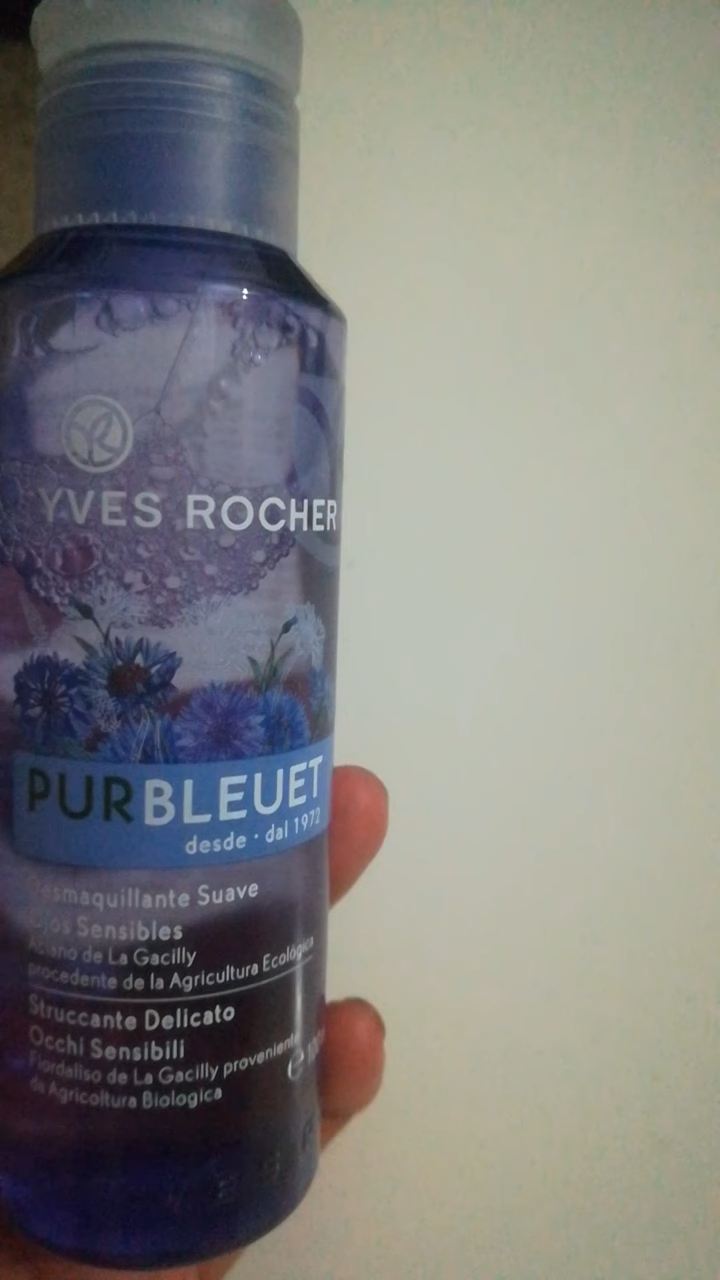 YVES ROCHER
PURBLEUET
desde · dal 1972
Desmaquillante Suave
Ojos Sensibles
Aciano de La Gacilly
procedente de la Agricultura Ecológica
Struccante Delicato
Occhi Sensibili
Fiordaliso de La Gacilly proveniente
da Agricoltura Biologica
℮ 100